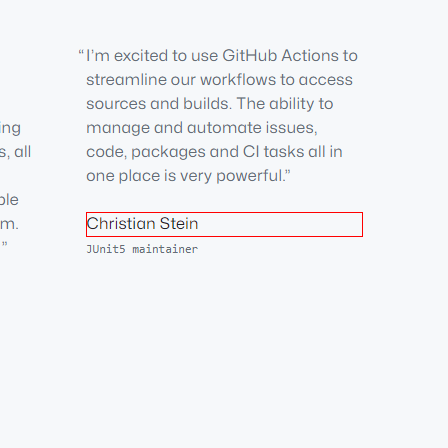 “I’m excited to use GitHub Actions to
streamline our workflows to access
sources and builds. The ability to
manage and automate issues,
code, packages and CI tasks all in
one place is very powerful.”
Christian Stein
JUnit5 maintainer
ing
s, all
ple
m.
”